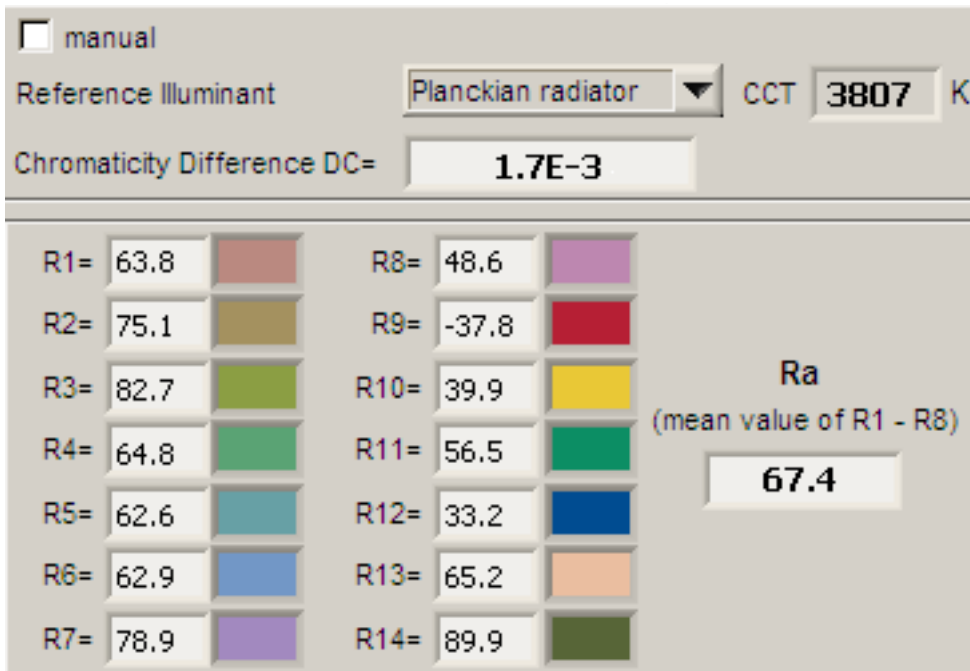 manual
Reference Illuminant Planckian radiator CCT 3807 K
Chromaticity Difference DC= 1.7E-3
R1= 63.8 R8= 48.6
R2= 75.1 R9= -37.8
R3= 82.7 R10= 39.9
Ra
(mean value of R1 - R8)
R4= 64.8 R11= 56.5
67.4
R5= 62.6 R12= 33.2
R6= 62.9 R13= 65.2
R7= 78.9 R14= 89.9